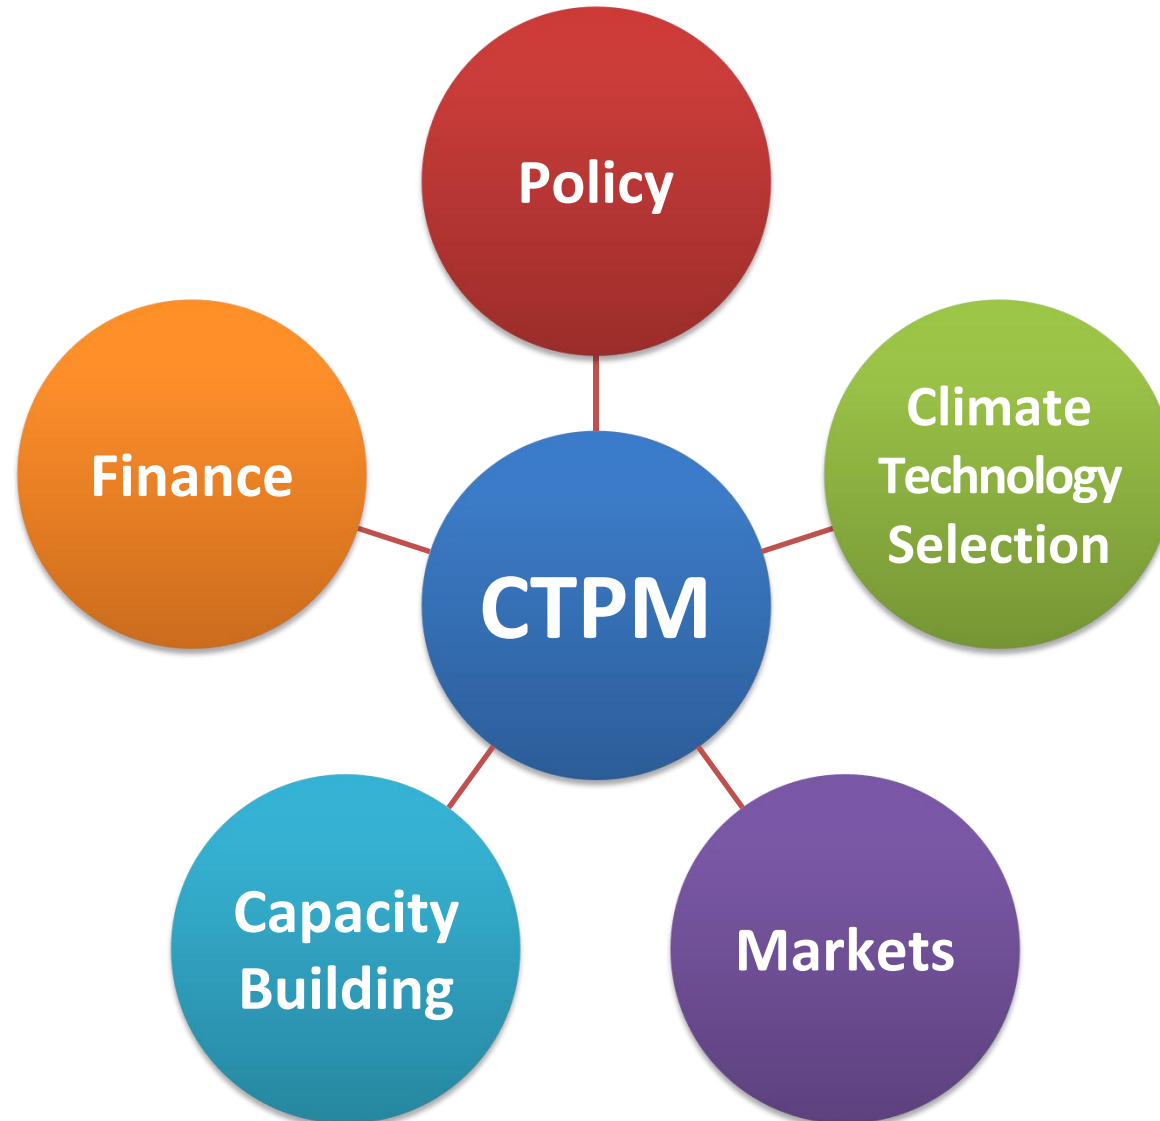 Policy
Climate
Technology
Selection
Finance
CTPM
Capacity
Building
Markets